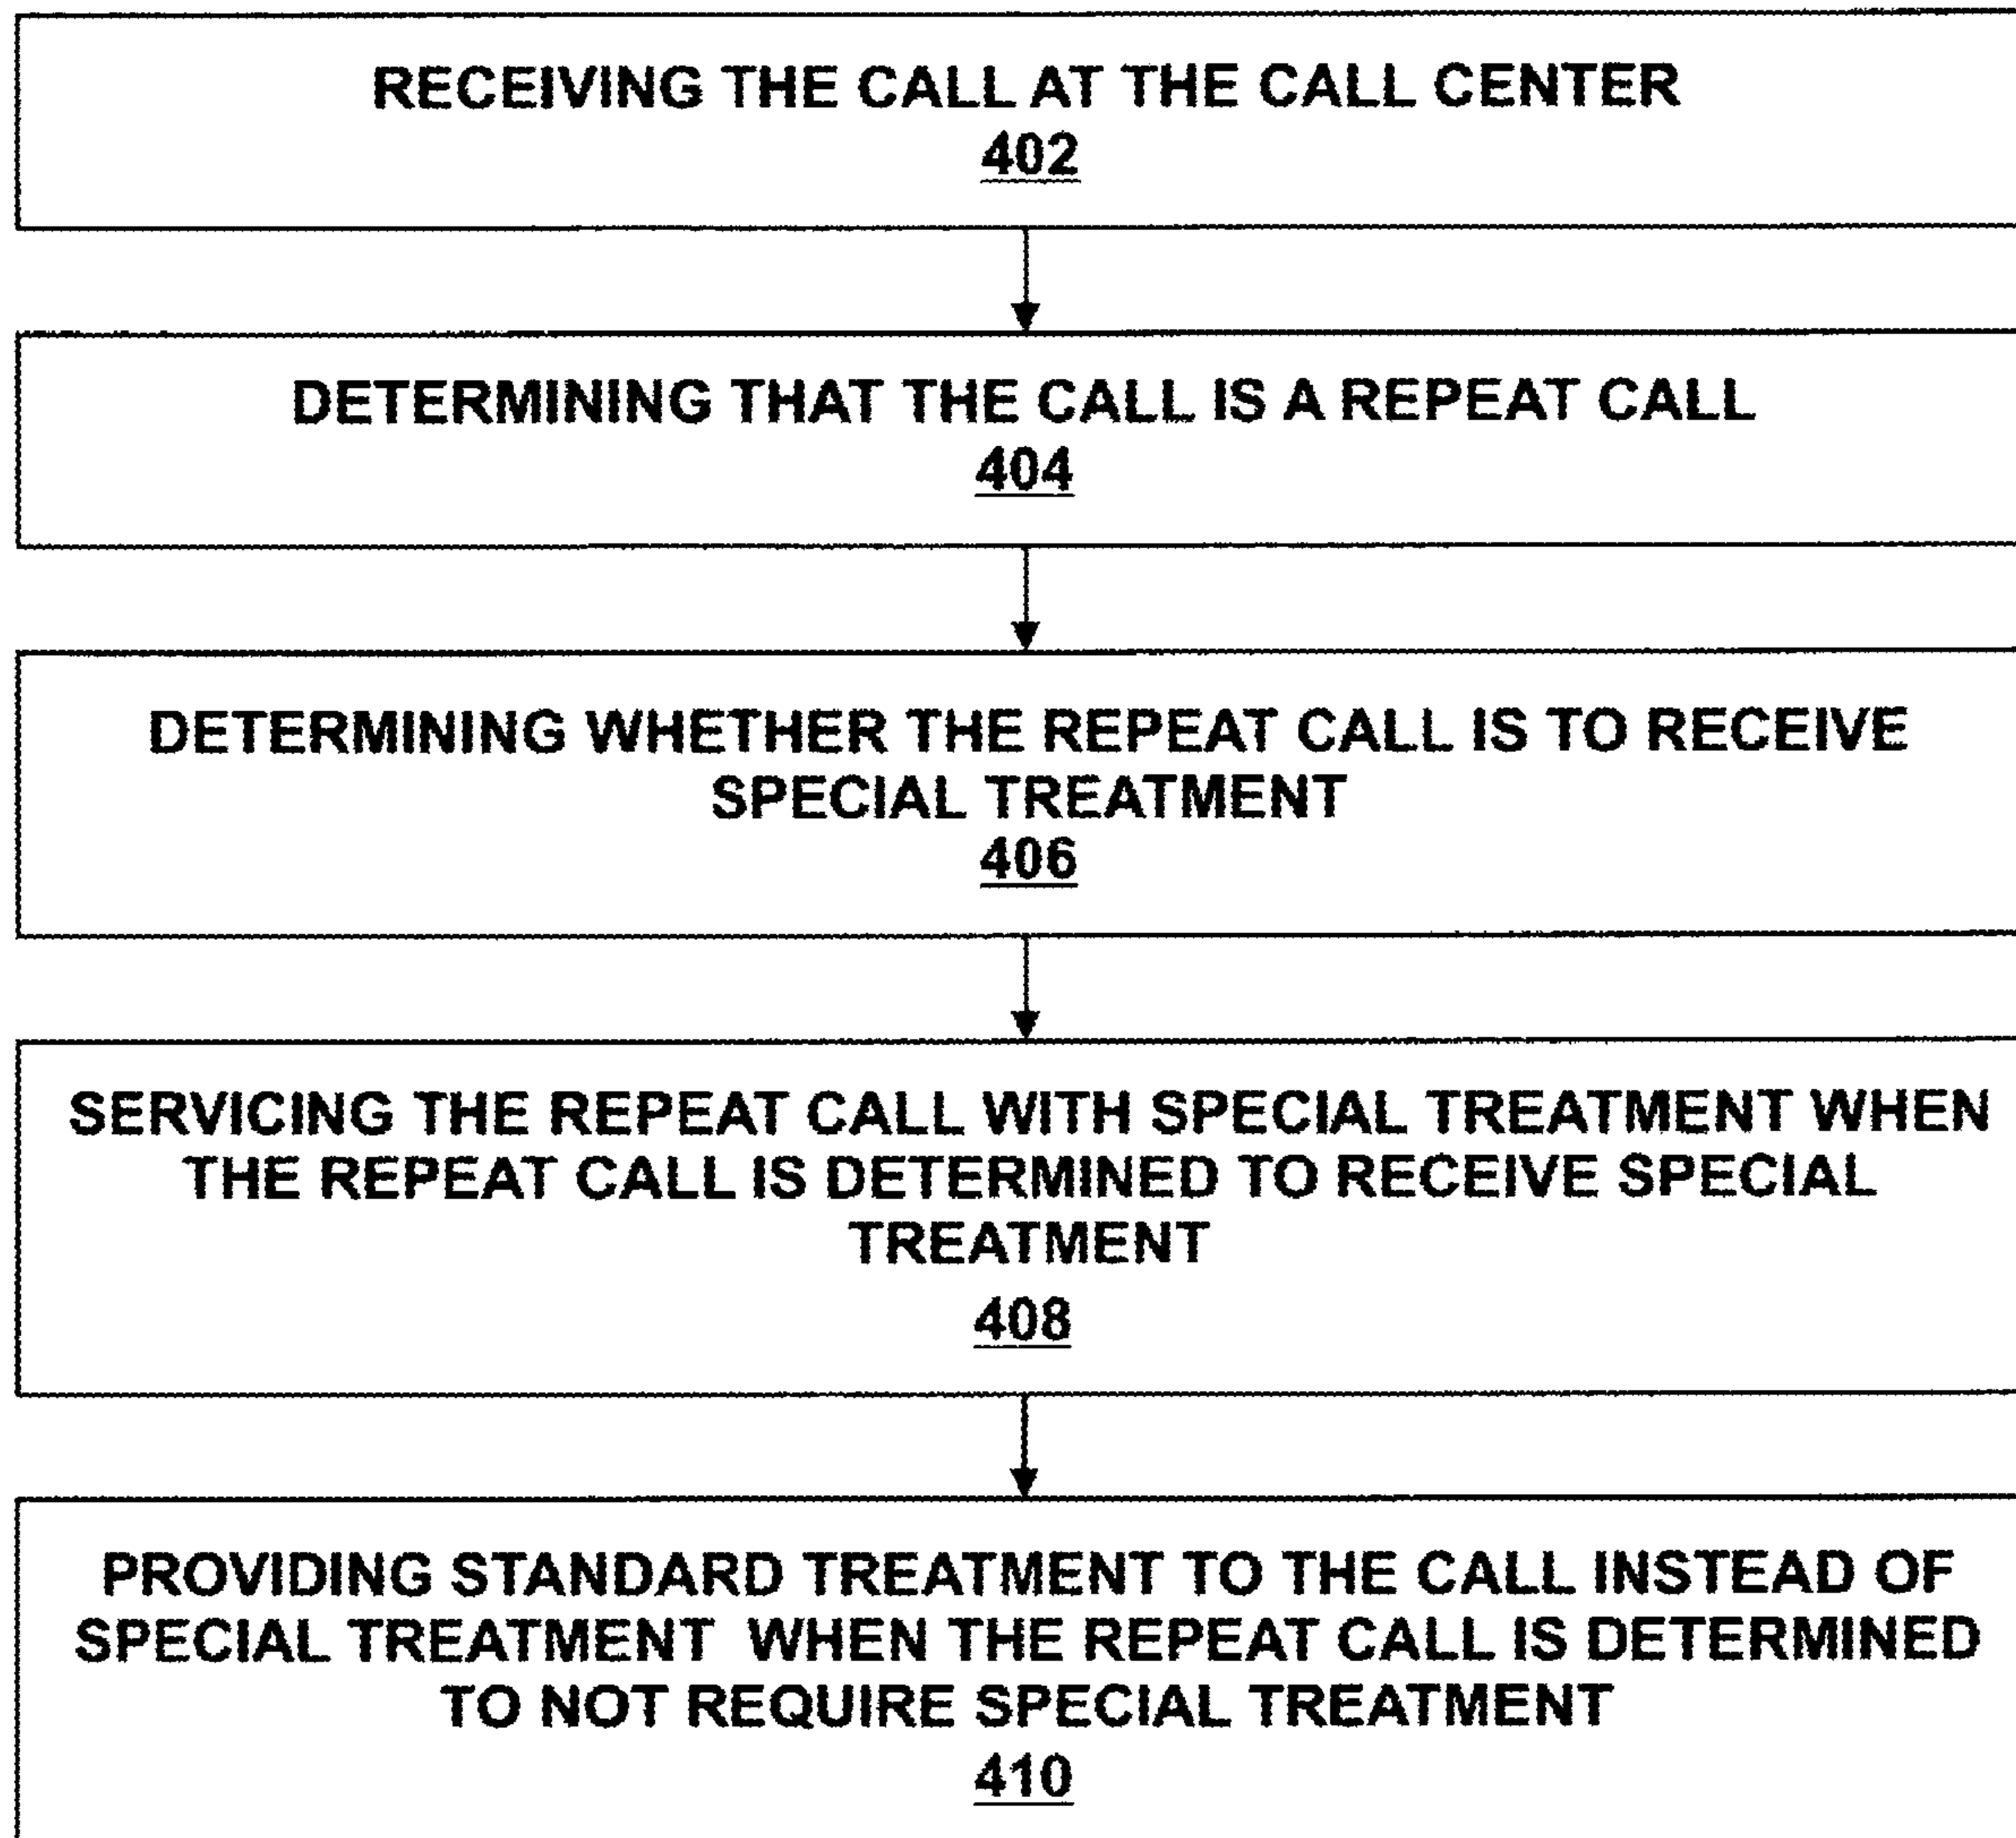 RECEIVING THE CALL AT THE CALL CENTER
402
DETERMINING THAT THE CALL IS A REPEAT CALL
404
DETERMINING WHETHER THE REPEAT CALL IS TO RECEIVE
SPECIAL TREATMENT
406
SERVICING THE REPEAT CALL WITH SPECIAL TREATMENT WHEN
THE REPEAT CALL IS DETERMINED TO RECEIVE SPECIAL
TREATMENT
408
PROVIDING STANDARD TREATMENT TO THE CALL INSTEAD OF
SPECIAL TREATMENT WHEN THE REPEAT CALL IS DETERMINED
TO NOT REQUIRE SPECIAL TREATMENT
410